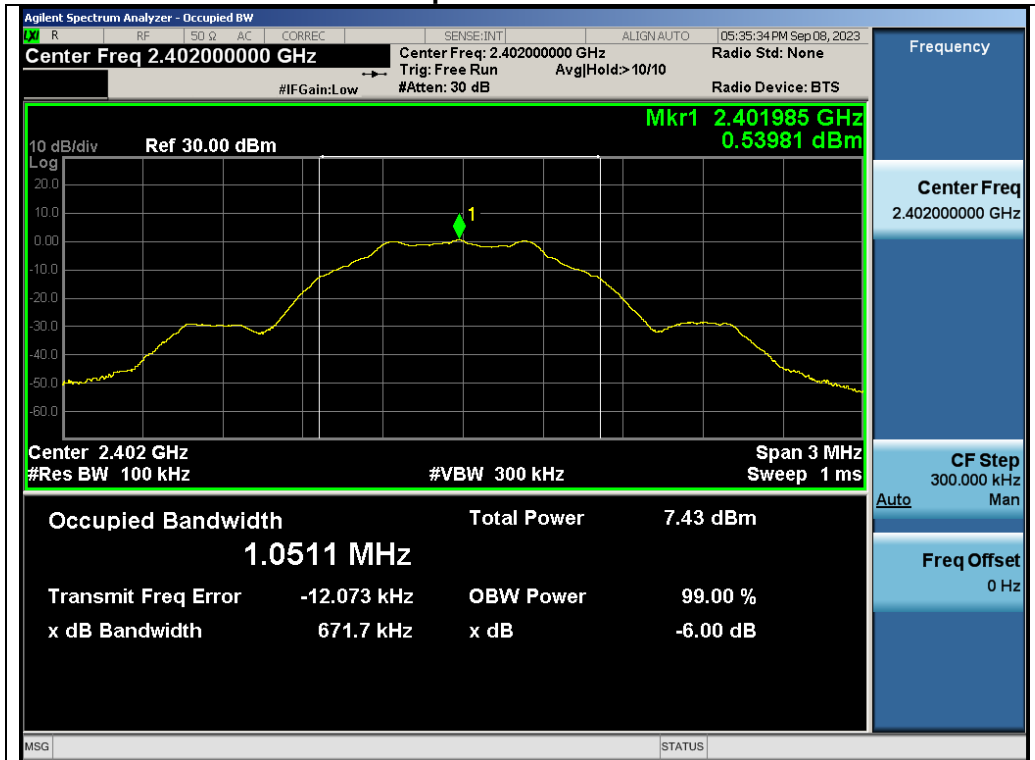 Agilent Spectrum Analyzer - Occupied BW
LXI R RF 50 Ω AC CORREC SENSE:INT ALIGN AUTO 05:35:34 PM Sep 08, 2023
Center Freq 2.402000000 GHz Center Freq: 2.402000000 GHz Radio Std: None
Trig: Free Run Avg|Hold:> 10/10
#IFGain:Low #Atten: 30 dB Radio Device: BTS
Mkr1 2.401985 GHz
10 dB/div Ref 30.00 dBm 0.53981 dBm
Log
20.0
10.0
1
0.00
-10.0
-20.0
-30.0
-40.0
-50.0
-60.0
Center 2.402 GHz Span 3 MHz
#Res BW 100 kHz #VBW 300 kHz Sweep 1 ms
Occupied Bandwidth Total Power 7.43 dBm
1.0511 MHz
Transmit Freq Error -12.073 kHz OBW Power 99.00 %
x dB Bandwidth 671.7 kHz x dB -6.00 dB
MSG STATUS
Frequency
Center Freq
2.402000000 GHz
CF Step
300.000 kHz
Auto Man
Freq Offset
0 Hz